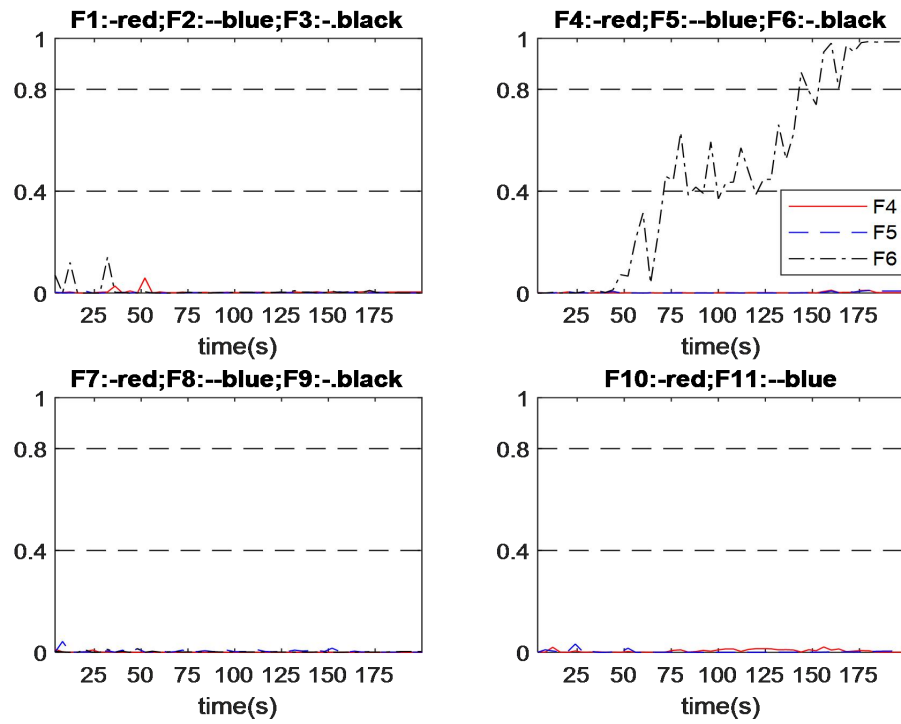 F1:-red;F2:--blue;F3:-.black
1
0.8
0.4
0
25 50 75 100 125 150 175
time(s)
F4:-red;F5:--blue;F6:-.black
1
0.8
0.4
0
F4
F5
F6
25 50 75 100 125 150 175
time(s)
F7:-red;F8:--blue;F9:-.black
1
0.8
0.4
0
25 50 75 100 125 150 175
time(s)
F10:-red;F11:--blue
1
0.8
0.4
0
25 50 75 100 125 150 175
time(s)